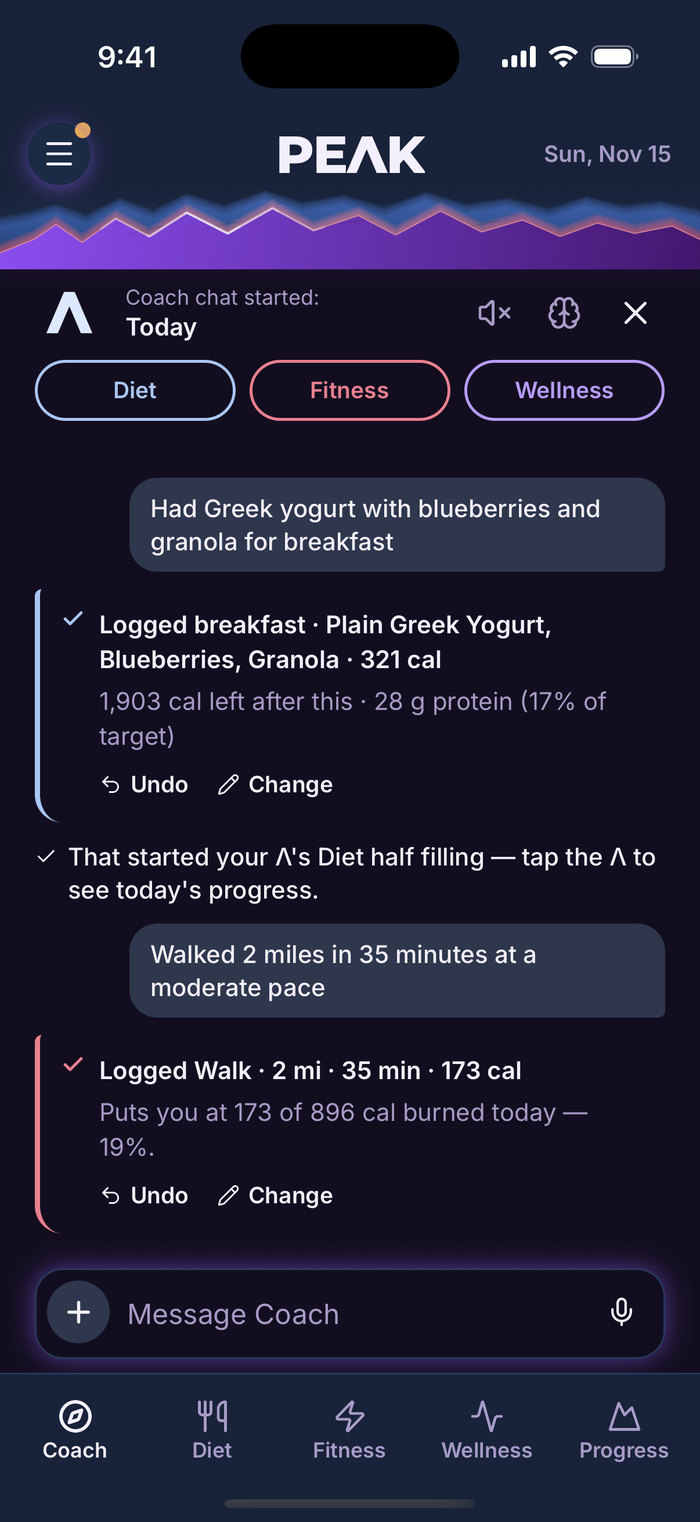 9:41
PEΛK
Sun, Nov 15
Coach chat started:
Today
Diet
Fitness
Wellness
Had Greek yogurt with blueberries and
granola for breakfast
Logged breakfast · Plain Greek Yogurt,
Blueberries, Granola · 321 cal
1,903 cal left after this · 28 g protein (17% of
target)
Undo
Change
That started your Λ's Diet half filling — tap the Λ to
see today's progress.
Walked 2 miles in 35 minutes at a
moderate pace
Logged Walk · 2 mi · 35 min · 173 cal
Puts you at 173 of 896 cal burned today —
19%.
Undo
Change
Message Coach
Coach
Diet
Fitness
Wellness
Progress